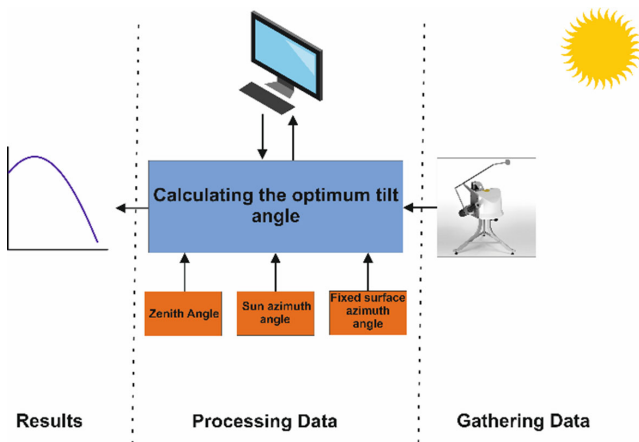 Calculating the optimum tilt
angle
Zenith Angle
Sun azimuth
angle
Fixed surface
azimuth
angle
Results
Processing Data
Gathering Data